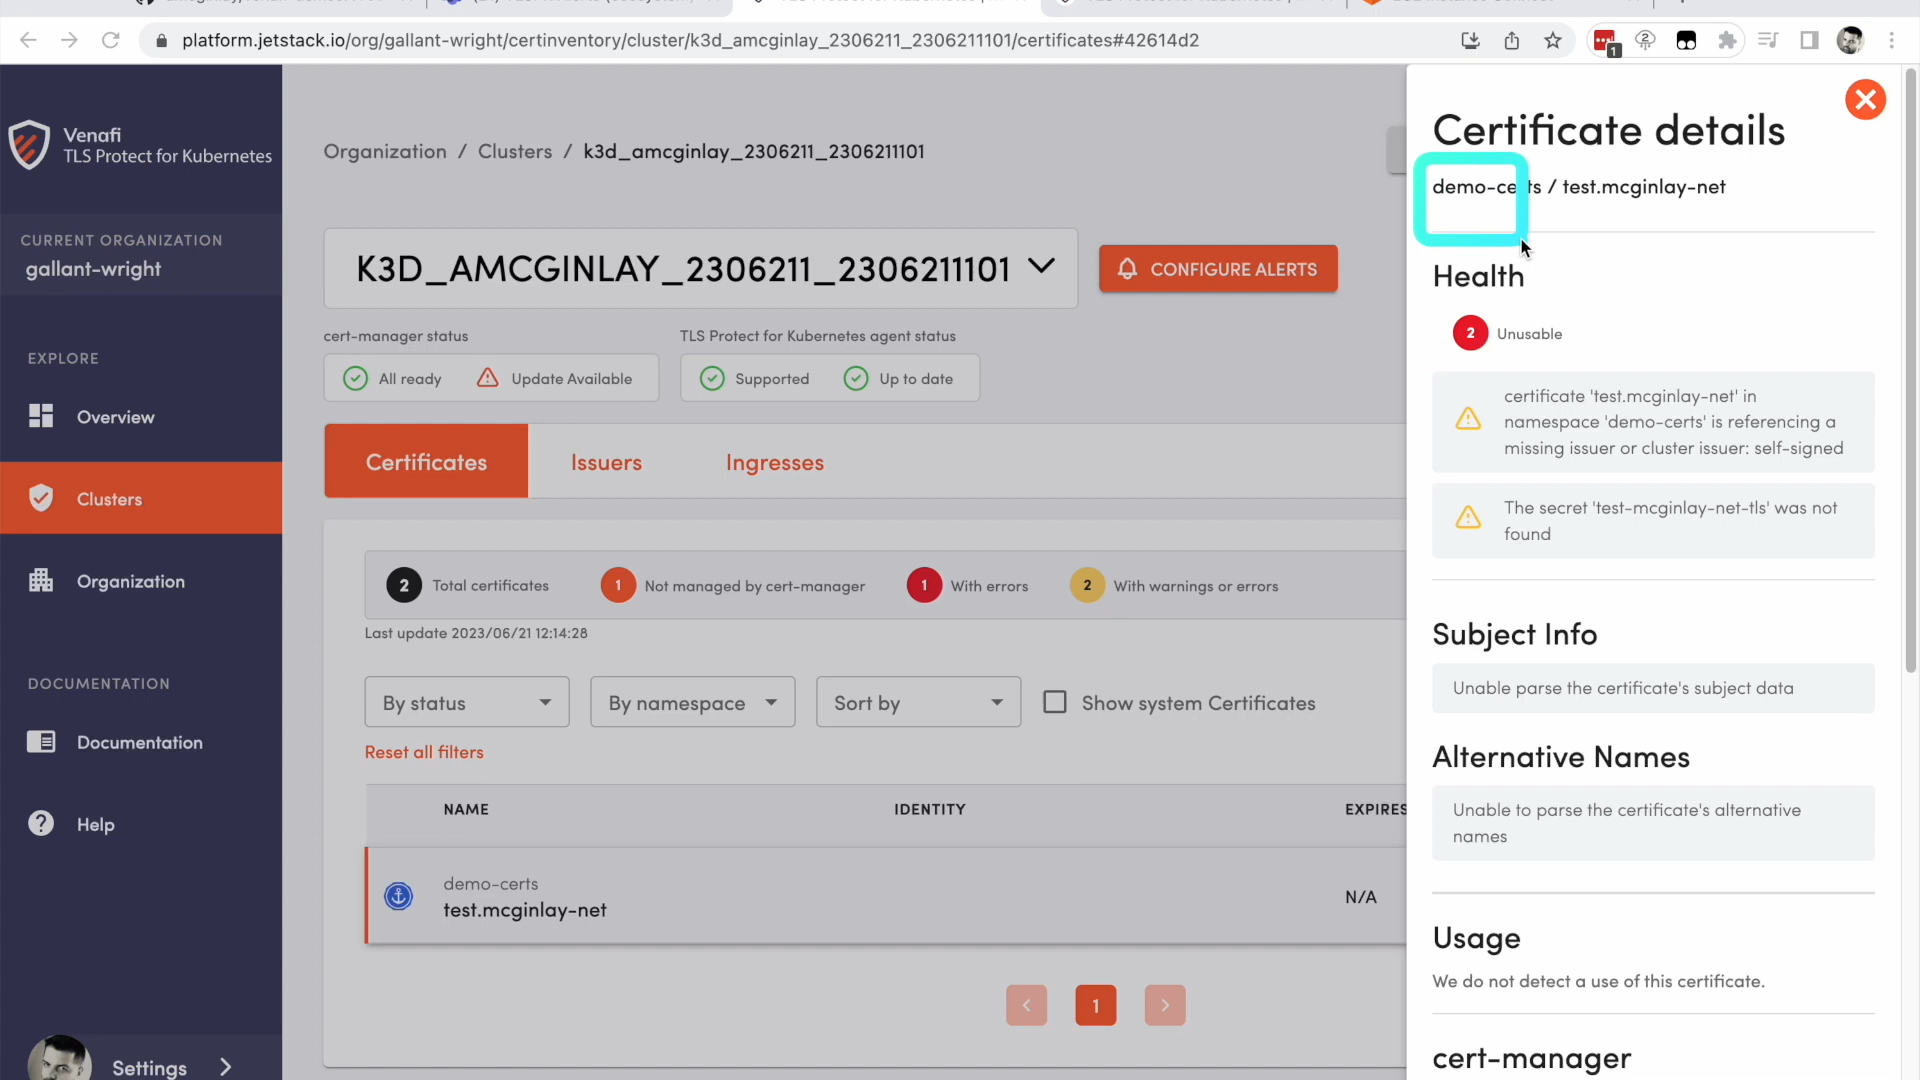 platform.jetstack.io/org/gallant-wright/certinventory/cluster/k3d_amcginlay_2306211_2306211101/certificates#42614d2
1
2
Venafi
TLS Protect for Kubernetes
CURRENT ORGANIZATION
gallant-wright
EXPLORE
Overview
Clusters
Organization
DOCUMENTATION
Documentation
Help
Settings
Organization / Clusters / k3d_amcginlay_2306211_2306211101
K3D_AMCGINLAY_2306211_2306211101
CONFIGURE ALERTS
cert-manager status
All ready
Update Available
TLS Protect for Kubernetes agent status
Supported
Up to date
Certificates
Issuers
Ingresses
2 Total certificates
1 Not managed by cert-manager
1 With errors
2 With warnings or errors
Last update 2023/06/21 12:14:28
By status
By namespace
Sort by
Show system Certificates
Reset all filters
NAME
IDENTITY
EXPIRES
demo-certs
test.mcginlay-net
N/A
1
Certificate details
demo-certs / test.mcginlay-net
Health
2 Unusable
certificate 'test.mcginlay-net' in
namespace 'demo-certs' is referencing a
missing issuer or cluster issuer: self-signed
The secret 'test-mcginlay-net-tls' was not
found
Subject Info
Unable parse the certificate's subject data
Alternative Names
Unable to parse the certificate's alternative
names
Usage
We do not detect a use of this certificate.
cert-manager